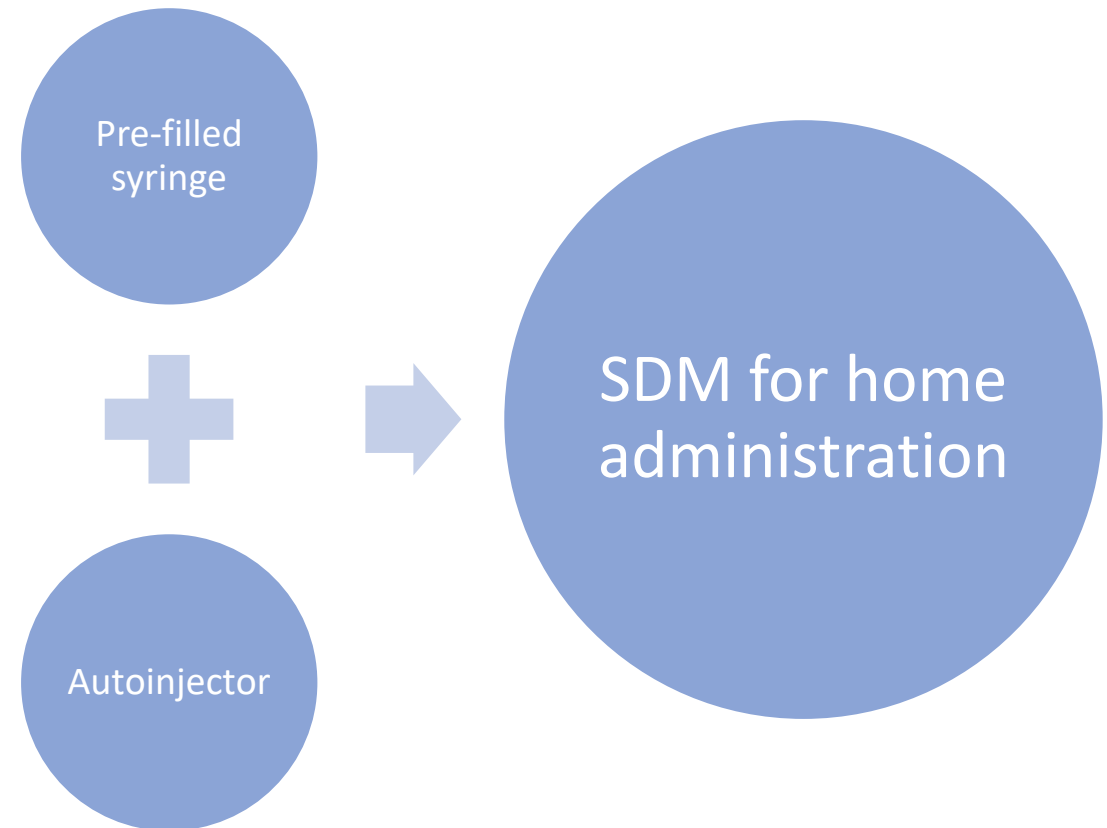 Pre-filled
syringe
SDM for home
administration
Autoinjector